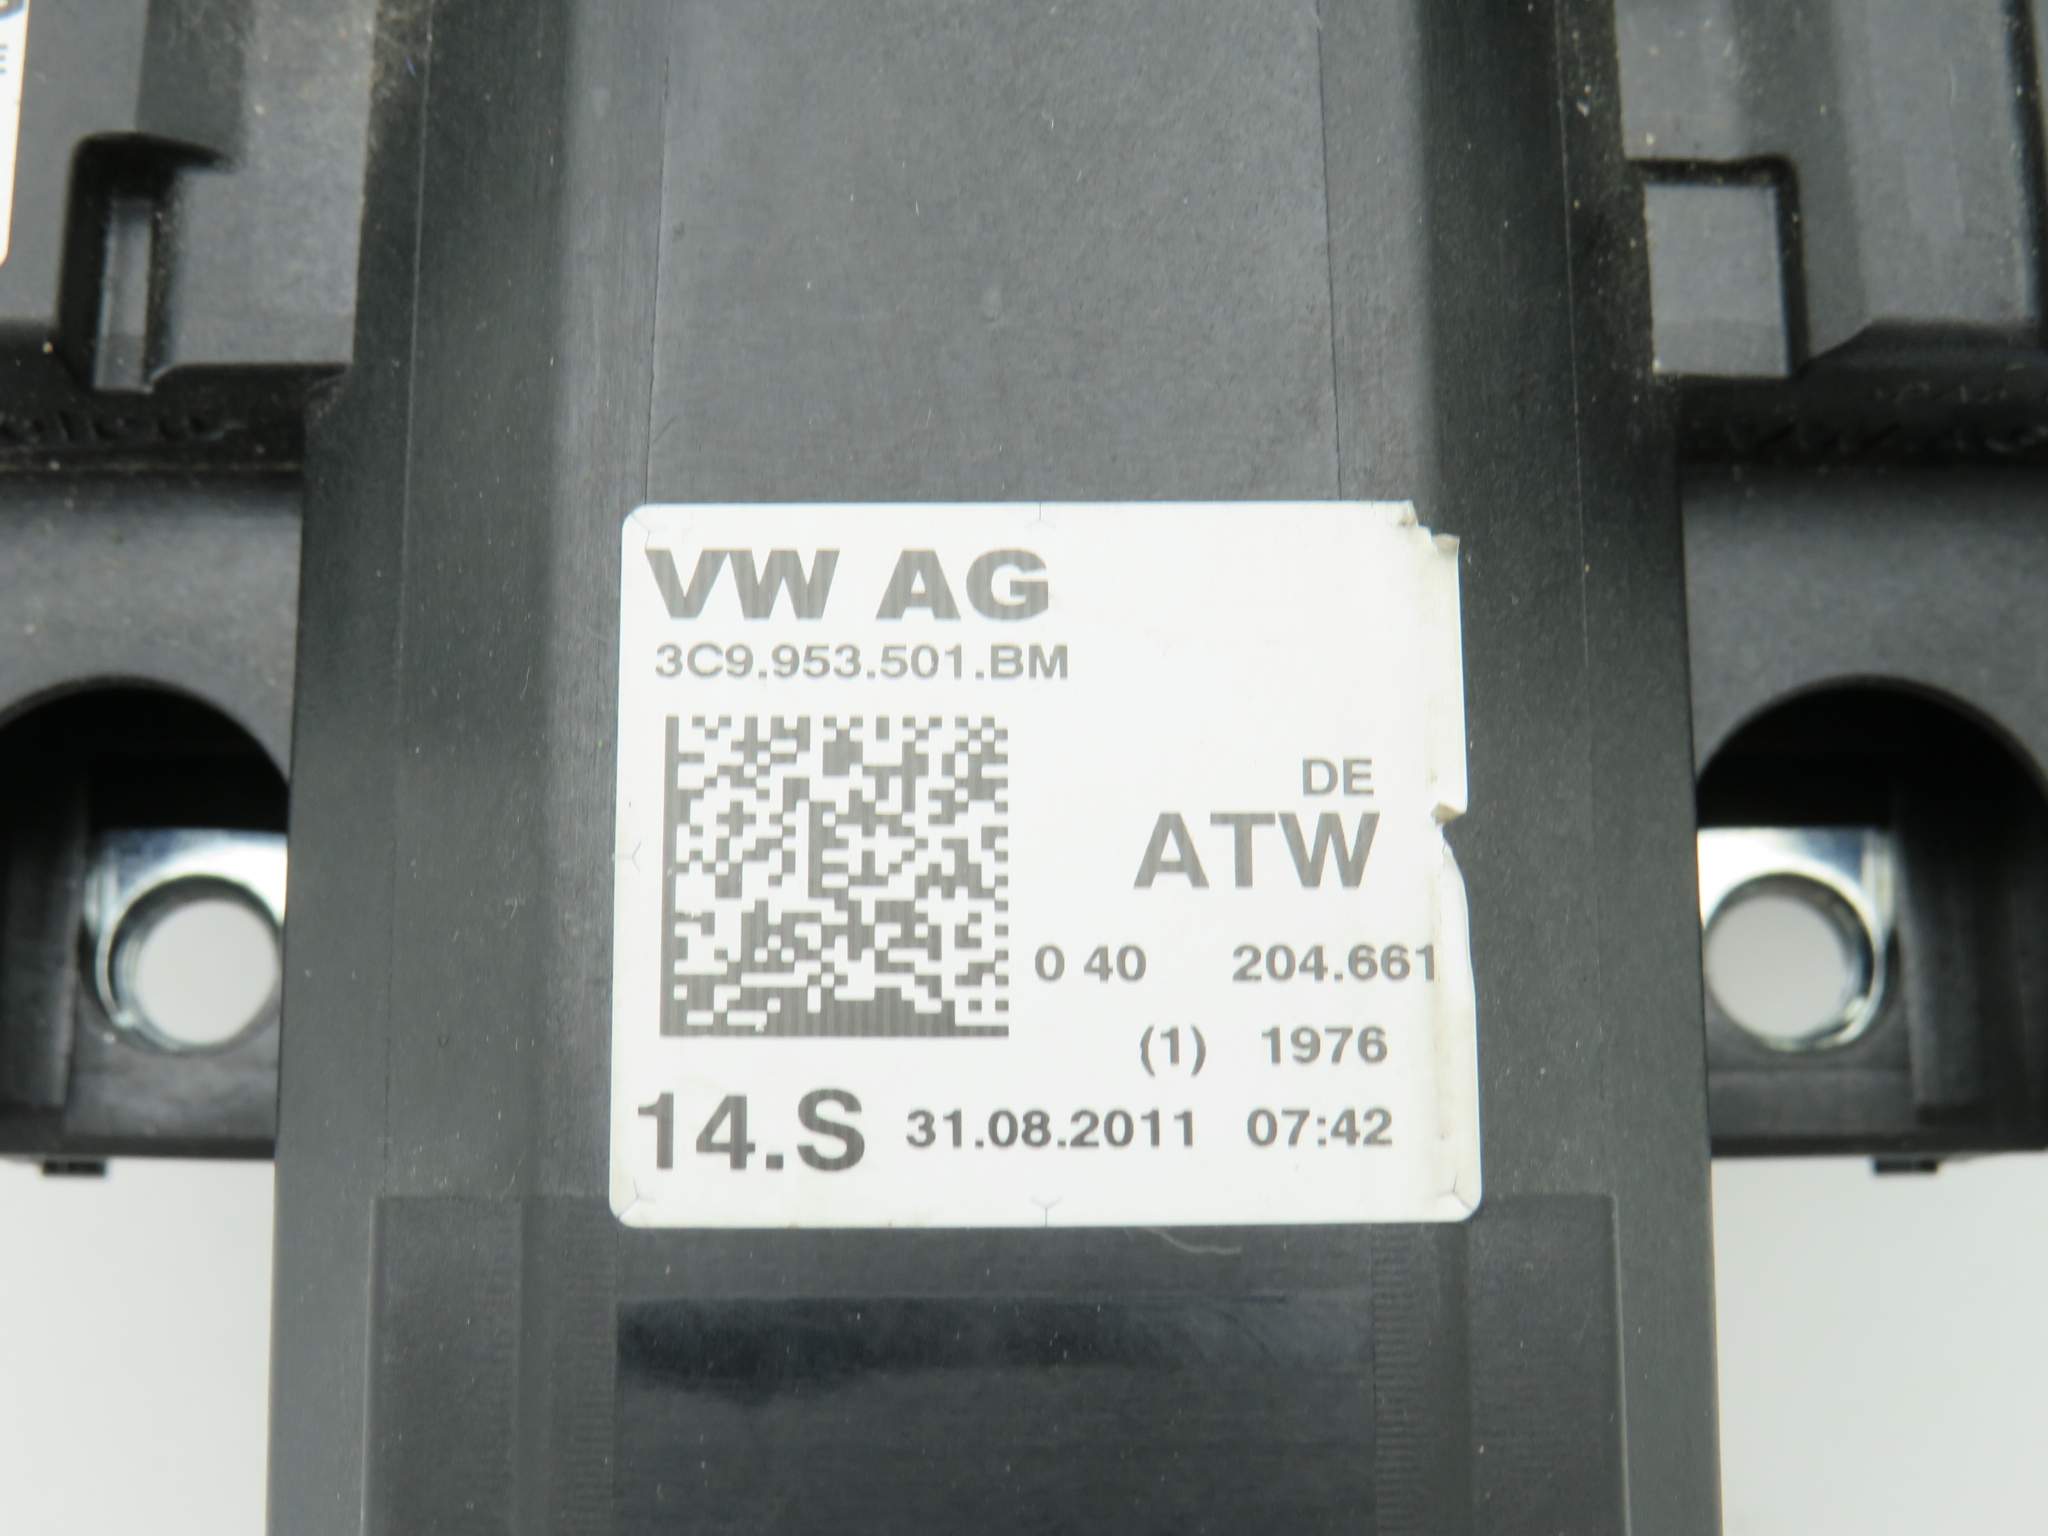 VW AG
3C9.953.501.BM
DE
ATW
0 40 204.661
(1) 1976
14.S 31.08.2011 07:42